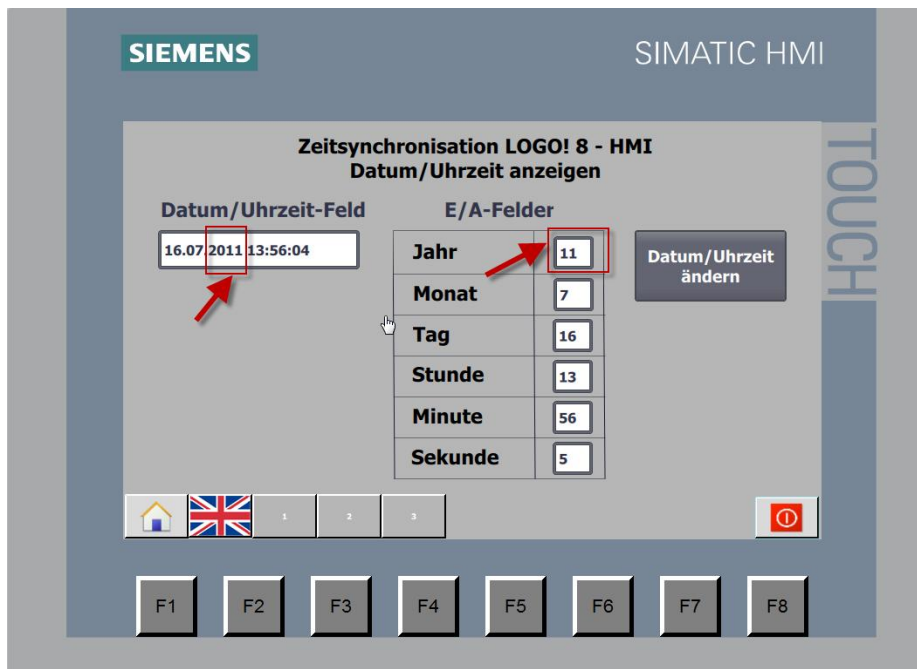 SIEMENS
SIMATIC HMI
TOUCH
Zeitsynchronisation LOGO! 8 - HMI
Datum/Uhrzeit anzeigen
Datum/Uhrzeit-Feld
E/A-Felder
16.07.2011 13:56:04
Jahr 11
Monat 7
Tag 16
Stunde 13
Minute 56
Sekunde 5
Datum/Uhrzeit
ändern
1 2 3
F1 F2 F3 F4 F5 F6 F7 F8